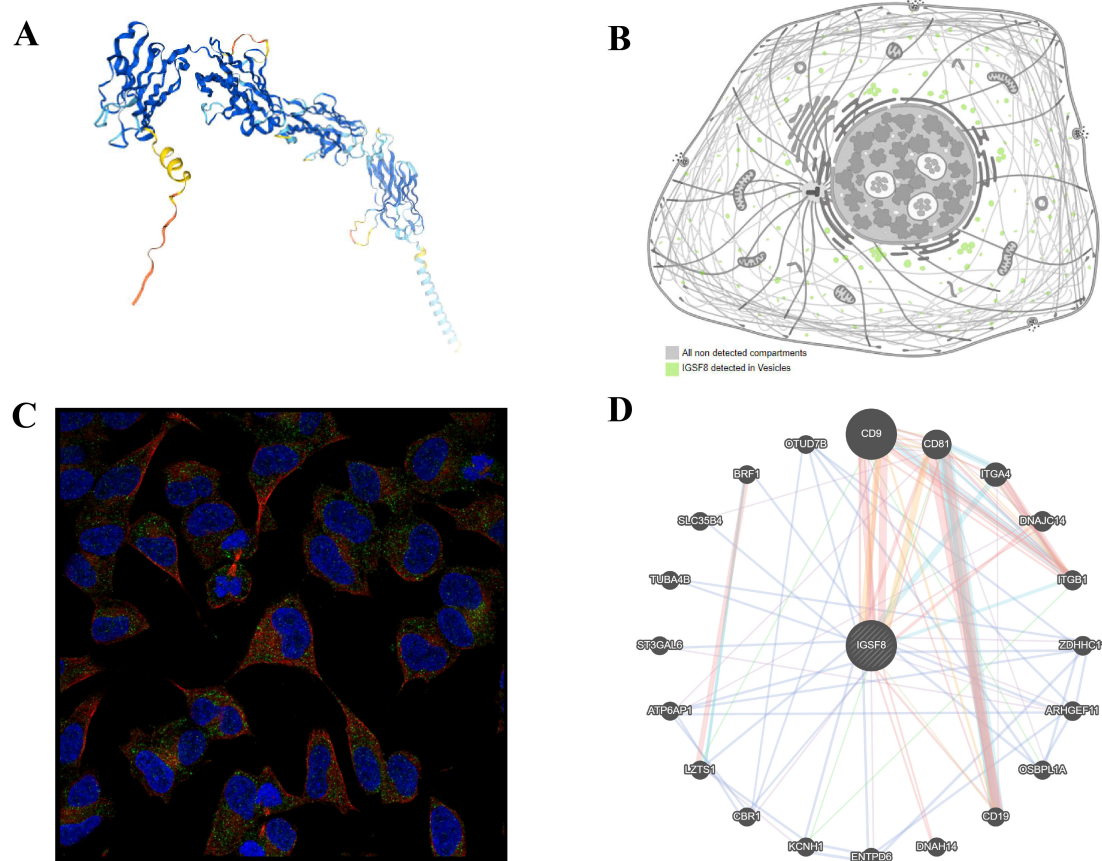 A
B
All non detected compartments
IGSF8 detected in Vesicles
C
D
CD9
CD81
OTUD7B
ITGA4
BRF1
DNAJC14
SLC35B4
TUBA4B
ITGB1
IGSF8
ST3GAL6
ZDHHC1
ATP6AP1
ARHGEF11
LZTS1
OSBPL1A
CBR1
CD19
KCNH1
DNAH14
ENTPD6